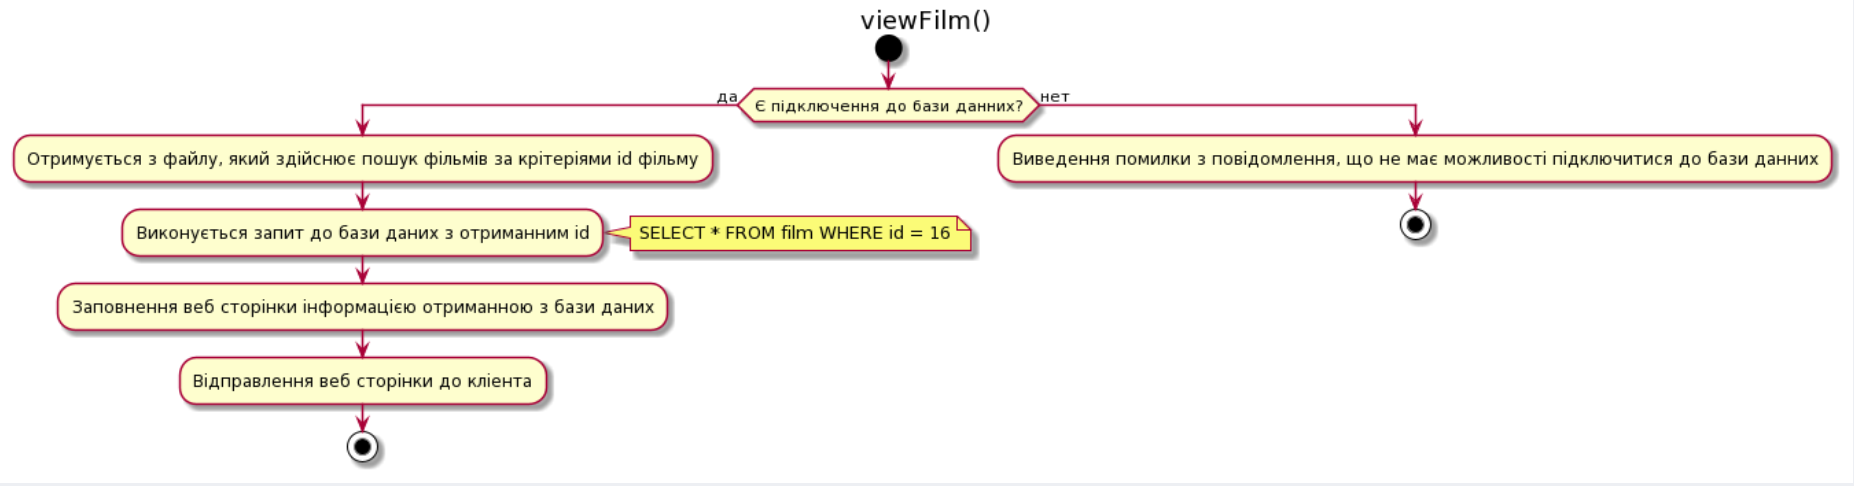 viewFilm()
да
Є підключення до бази данних?
нет
Отримується з файлу, який здійснює пошук фільмів за крітеріями id фільму
Виведення помилки з повідомлення, що не має можливості підключитися до бази данних
Виконується запит до бази даних з отриманним id
SELECT * FROM film WHERE id = 16
Заповнення веб сторінки інформацією отриманною з бази даних
Відправлення веб сторінки до клієнта